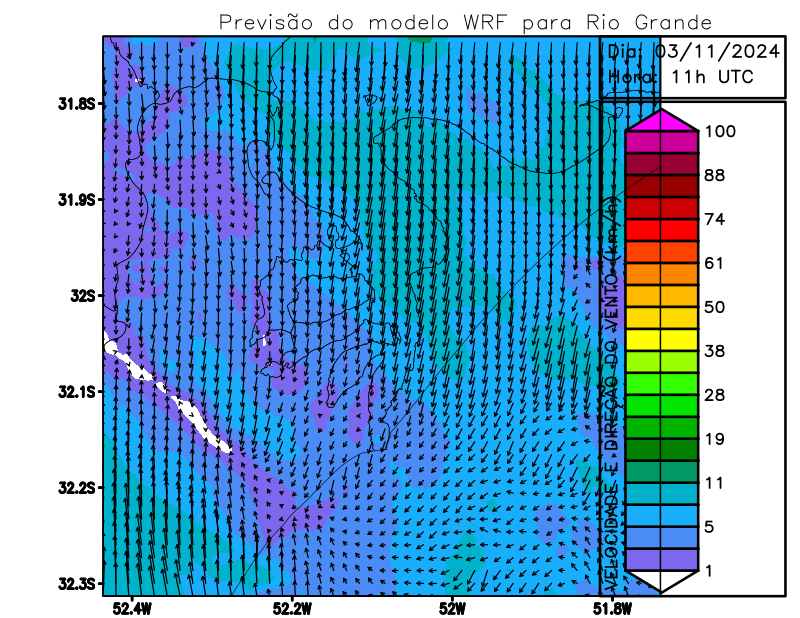 Previsão do modelo WRF para Rio Grande
Dia: 03/11/2024
Hora: 11h UTC
31.8S
31.9S
32S
32.1S
32.2S
32.3S
52.4W
52.2W
52W
51.8W
VELOCIDADE E DIREÇÃO DO VENTO (km/h)
100
88
74
61
50
38
28
19
11
5
1